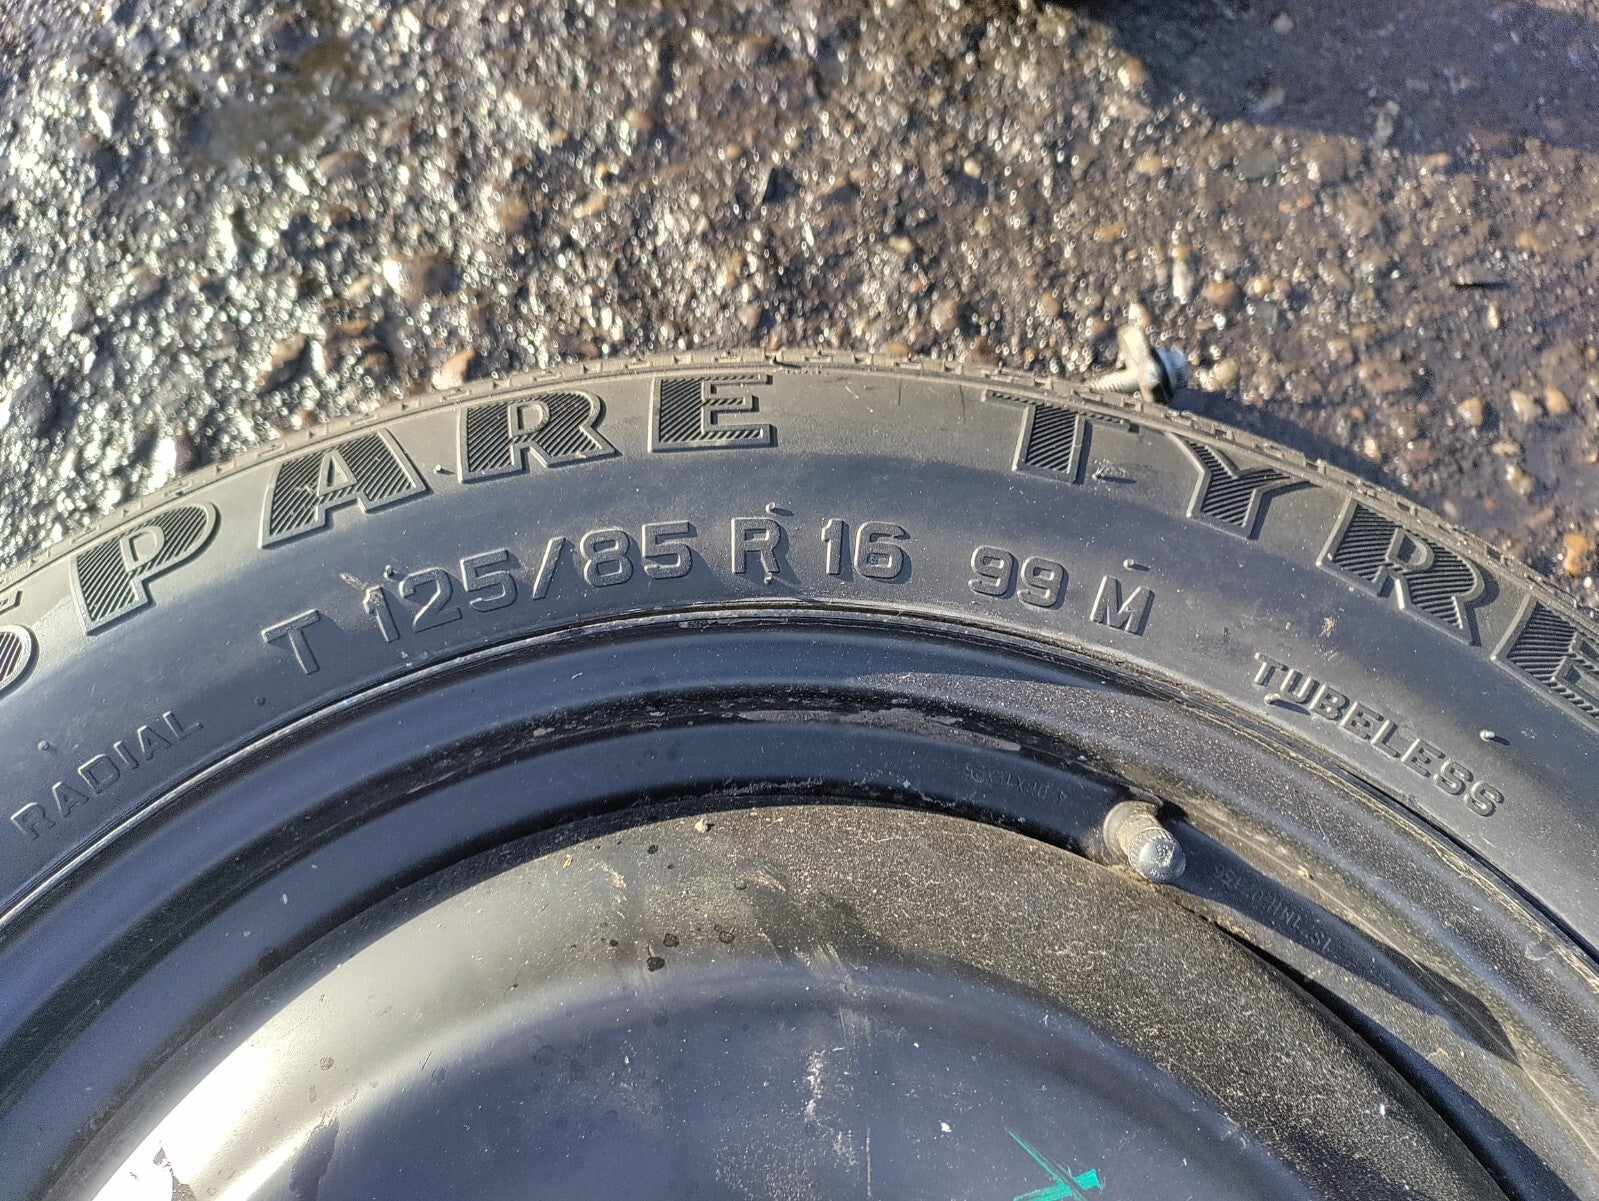 SPARE TYRE
T 125/85 R 16 99 M
RADIAL
TUBELESS